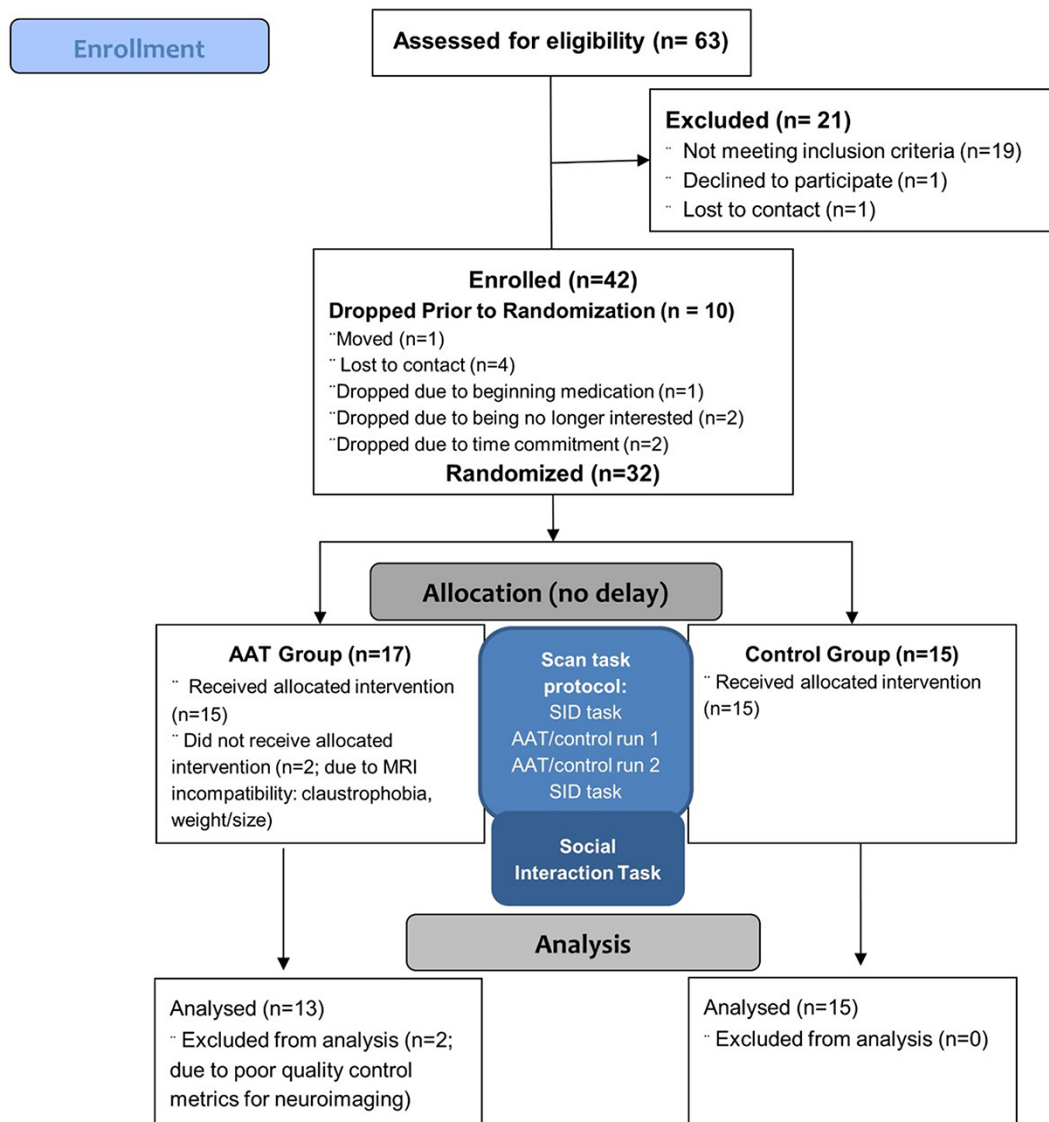 Enrollment
Assessed for eligibility (n= 63)
Excluded (n= 21)
¨ Not meeting inclusion criteria (n=19)
¨ Declined to participate (n=1)
¨ Lost to contact (n=1)
Enrolled (n=42)
Dropped Prior to Randomization (n = 10)
¨Moved (n=1)
¨ Lost to contact (n=4)
¨Dropped due to beginning medication (n=1)
¨Dropped due to being no longer interested (n=2)
¨Dropped due to time commitment (n=2)
Randomized (n=32)
Allocation (no delay)
AAT Group (n=17)
¨ Received allocated intervention
(n=15)
¨ Did not receive allocated
intervention (n=2; due to MRI
incompatibility: claustrophobia,
weight/size)
Scan task
protocol:
SID task
AAT/control run 1
AAT/control run 2
SID task
Social
Interaction Task
Control Group (n=15)
¨ Received allocated intervention
(n=15)
Analysis
Analysed (n=13)
¨ Excluded from analysis (n=2;
due to poor quality control
metrics for neuroimaging)
Analysed (n=15)
¨ Excluded from analysis (n=0)